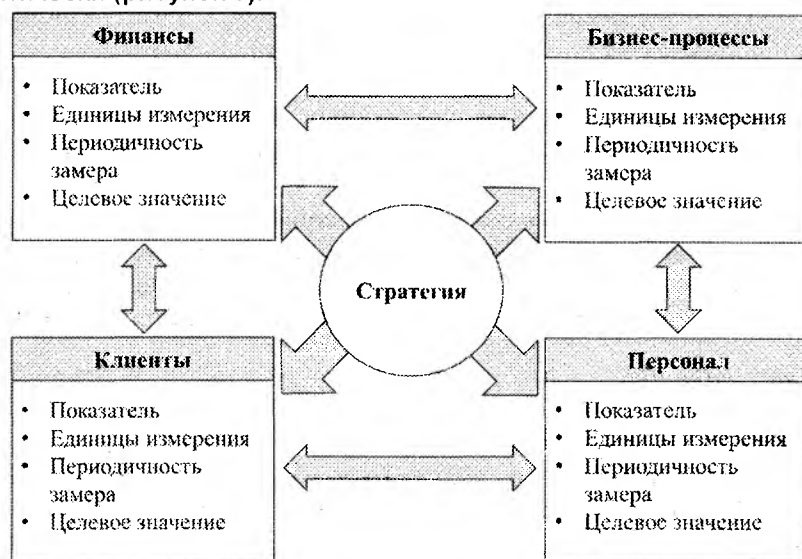 Финансы
• Показатель
• Единицы измерения
• Периодичность
замера
• Целевое значение
Бизнес-процессы
• Показатель
• Единицы измерения
• Периодичность
замера
• Целевое значение
Стратегия
Клиенты
• Показатель
• Единицы измерения
• Периодичность
замера
• Целевое значение
Персонал
• Показатель
• Единицы измерения
• Периодичность
замера
• Целевое значение